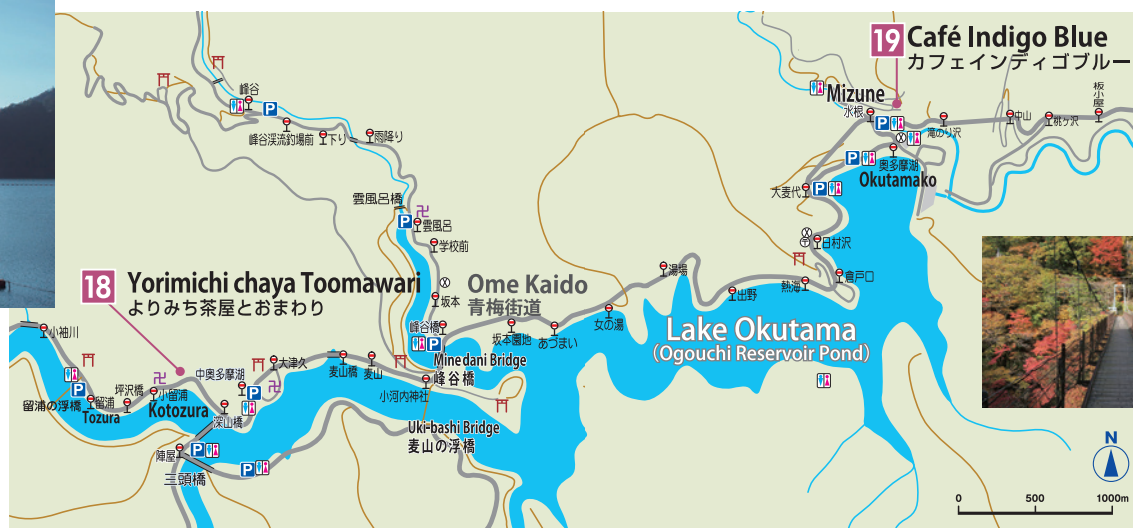 19 Café Indigo Blue
カフェインディゴブルー
Mizune
水根
板小屋
中山
桃ヶ沢
滝のり沢
奥多摩湖
Okutamako
大麦代
日村沢
倉戸口
熱海
出野
湯場
女の湯
あづまい
坂本園地
峰谷
峰谷渓流釣場前
下り
雨降り
雲風呂橋
雲風呂
学校前
坂本
Ome Kaido
青梅街道
峰谷橋
Minedani Bridge
峰谷橋
Lake Okutama
(Ogouchi Reservoir Pond)
18 Yorimichi chaya Toomawari
よりみち茶屋とおまわり
小袖川
大津久
麦山橋
麦山
小河内神社
Uki-bashi Bridge
麦山の浮橋
中奥多摩湖
坪沢橋
小留浦
Kotozura
留浦の浮橋
留浦
Tozura
深山橋
陣屋
三頭橋
P
N
0 500 1000m